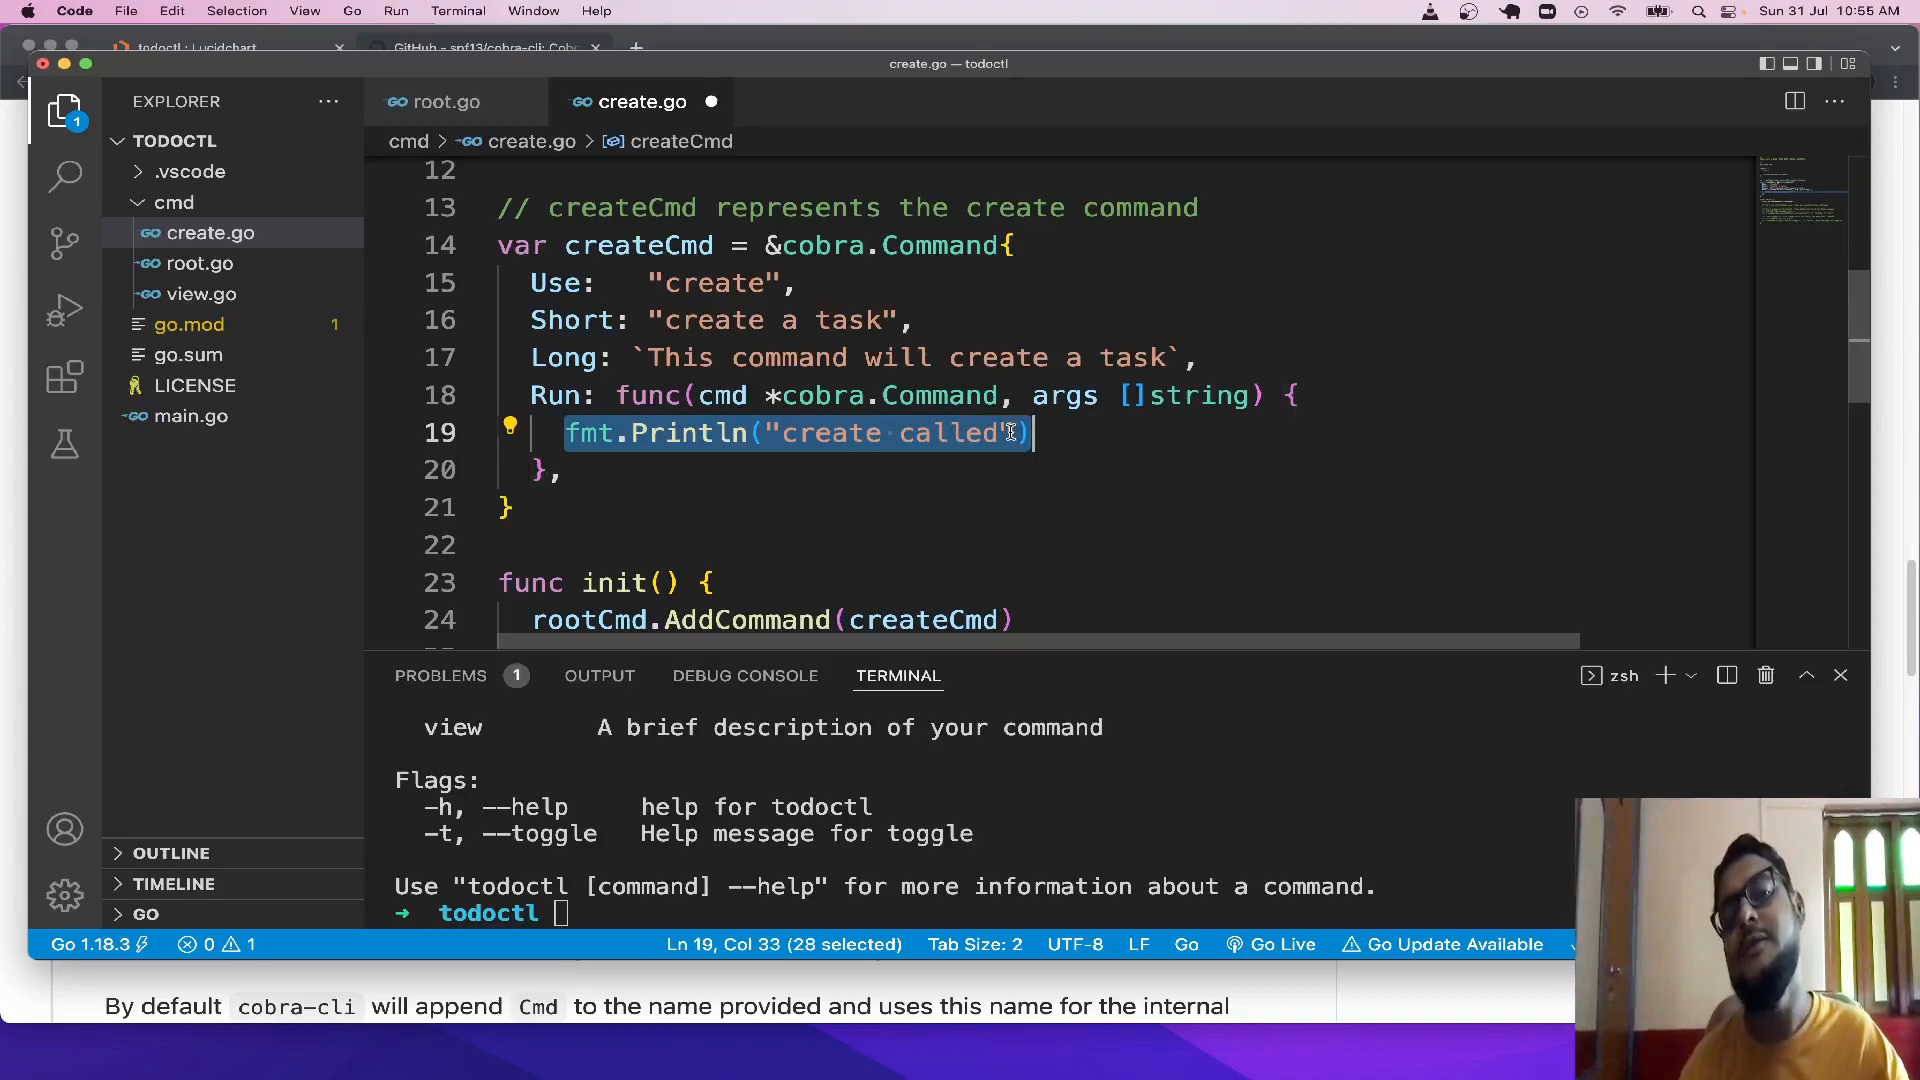 Code File Edit Selection View Go Run Terminal Window Help Sun 31 Jul 10:55 AM
todoctl : Lucidchart GitHub - spf13/cobra-cli: Cob
create.go — todoctl
EXPLORER
root.go
create.go
1
TODOCTL
cmd > create.go > createCmd
.vscode
cmd
create.go
root.go
view.go
go.mod 1
go.sum
LICENSE
main.go
12
13 // createCmd represents the create command
14 var createCmd = &cobra.Command{
15 Use: "create",
16 Short: "create a task",
17 Long: `This command will create a task`,
18 Run: func(cmd *cobra.Command, args []string) {
19 fmt.Println("create called")
20 },
21 }
22
23 func init() {
24 rootCmd.AddCommand(createCmd)
PROBLEMS 1 OUTPUT DEBUG CONSOLE TERMINAL zsh
view A brief description of your command
Flags:
-h, --help help for todoctl
-t, --toggle Help message for toggle
Use "todoctl [command] --help" for more information about a command.
→ todoctl
OUTLINE
TIMELINE
GO
Go 1.18.3 0 1 Ln 19, Col 33 (28 selected) Tab Size: 2 UTF-8 LF Go Go Live Go Update Available
By default cobra-cli will append Cmd to the name provided and uses this name for the internal